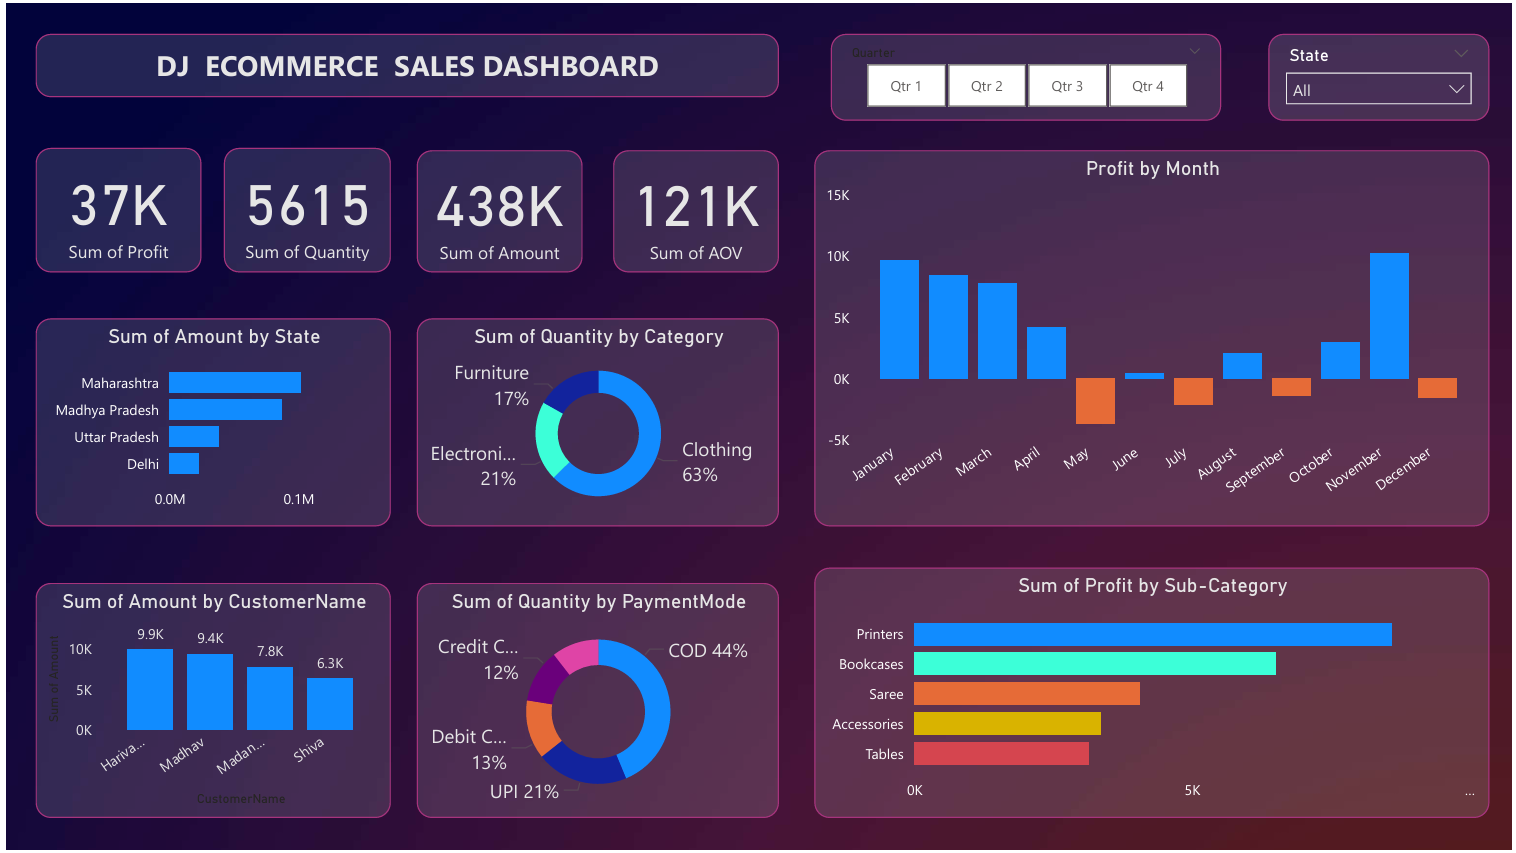 DJ ECOMMERCE SALES DASHBOARD
Quarter
Qtr 1
Qtr 2
Qtr 3
Qtr 4
State
All
37K
Sum of Profit
5615
Sum of Quantity
438K
Sum of Amount
121K
Sum of AOV
Profit by Month
15K
10K
5K
0K
-5K
January
February
March
April
May
June
July
August
September
October
November
December
Sum of Amount by State
Maharashtra
Madhya Pradesh
Uttar Pradesh
Delhi
0.0M
0.1M
Sum of Quantity by Category
Furniture
17%
Electroni...
21%
Clothing
63%
Sum of Amount by CustomerName
Sum of Amount
10K
5K
0K
9.9K
9.4K
7.8K
6.3K
Hariva...
Madhav
Madan...
Shiva
CustomerName
Sum of Quantity by PaymentMode
Credit C...
12%
COD 44%
Debit C...
13%
UPI 21%
Sum of Profit by Sub-Category
Printers
Bookcases
Saree
Accessories
Tables
0K
5K
...